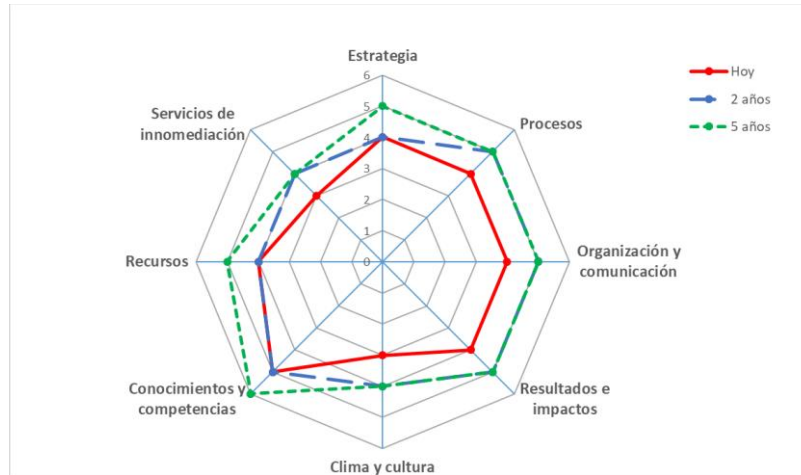 Estrategia
6
5
4
3
2
1
0
Procesos
Organización y
comunicación
Resultados e
impactos
Clima y cultura
Conocimientos y
competencias
Recursos
Servicios de
innomediación
Hoy
2 años
5 años